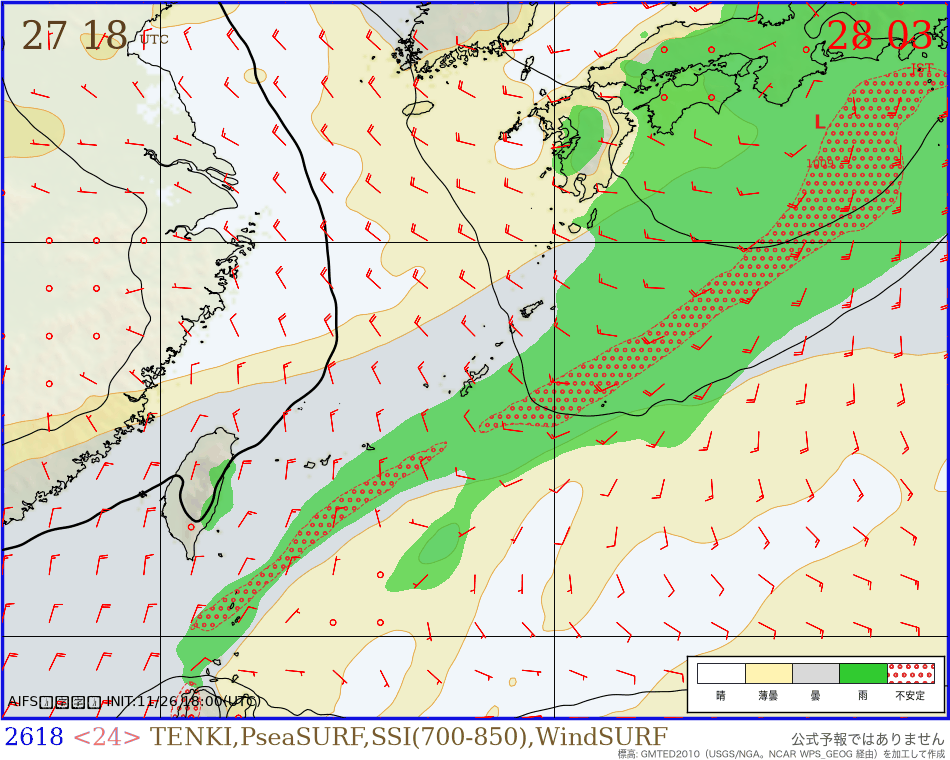 27 18 UTC
28 03 JST
L
1009
晴 薄曇 曇 雨 不安定
AIFS INIT:11/26 18:00(UTC)
2618 <24> TENKI,PseaSURF,SSI(700-850),WindSURF
公式予報ではありません
標高: GMTED2010（USGS/NGA。NCAR WPS_GEOG 経由）を加工して作成